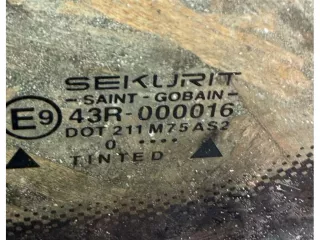 SEKURIT
- SAINT-GOBAIN -
E9 43R-000016
DOT 211 M75 AS2
0 ....
TINTED